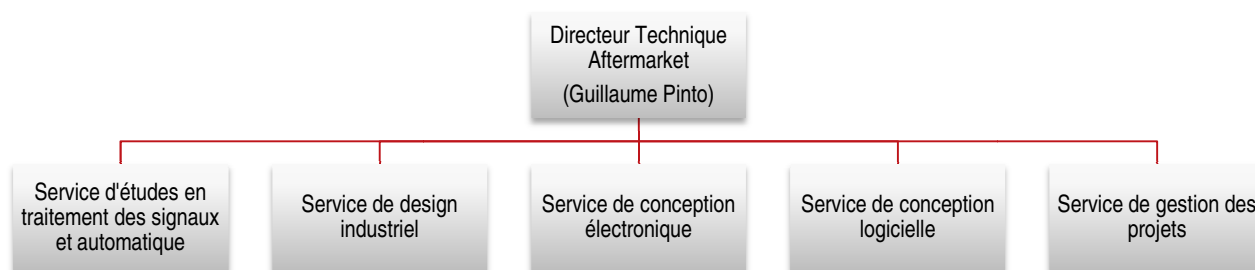 Directeur Technique
Aftermarket
(Guillaume Pinto)
Service d'études en
traitement des signaux
et automatique
Service de design
industriel
Service de conception
électronique
Service de conception
logicielle
Service de gestion des
projets